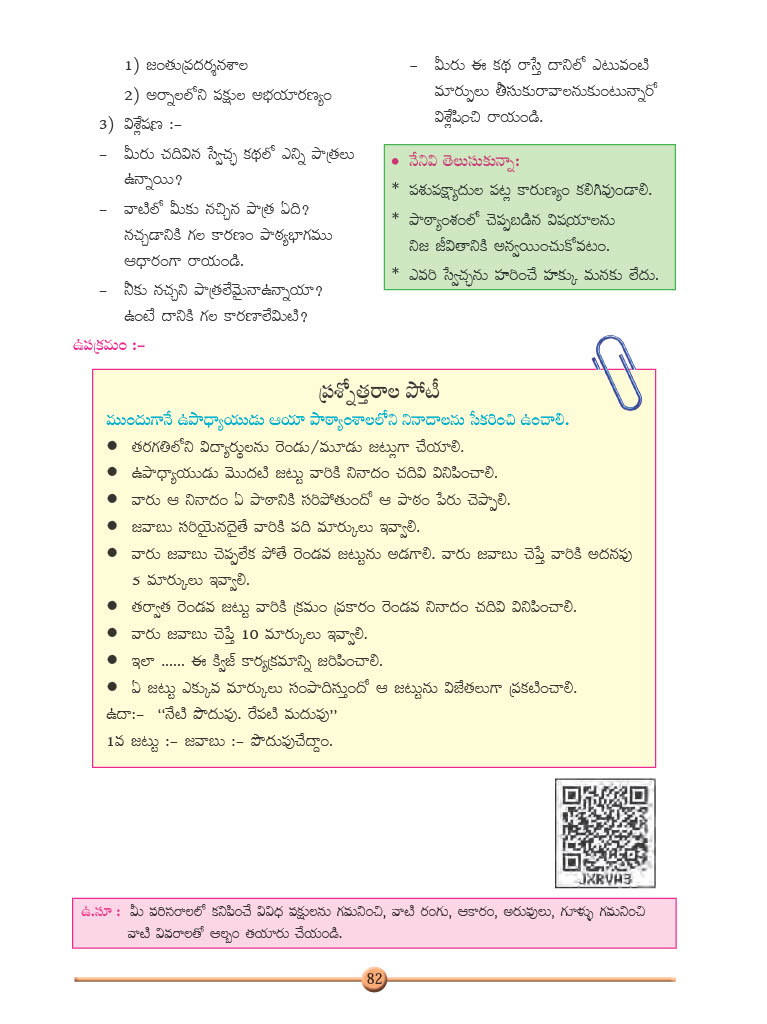 1) జంతుప్రదర్శనశాల
2) అర్నాలలోని పక్షుల అభయారణ్యం
3) విశ్లేషణ :–
– మీరు చదివిన స్వేచ్ఛ కథలో ఎన్ని పాత్రలు
ఉన్నాయి?
– వాటిలో మీకు నచ్చిన పాత్ర ఏది?
నచ్చడానికి గల కారణం పాఠ్యభాగము
ఆధారంగా రాయండి.
– నీకు నచ్చని పాత్రలేమైనాఉన్నాయా?
ఉంటే దానికి గల కారణాలేమిటి?
– మీరు ఈ కథ రాస్తే దానిలో ఎటువంటి
మార్పులు తీసుకురావాలనుకుంటున్నారో
విశ్లేషించి రాయండి.
• నేనివి తెలుసుకున్నా:
* పశుపక్ష్యాదుల పట్ల కారుణ్యం కలిగివుండాలి.
* పాఠ్యాంశంలో చెప్పబడిన విషయాలను
నిజ జీవితానికి అన్వయించుకోవటం.
* ఎవరి స్వేచ్ఛను హరించే హక్కు మనకు లేదు.
ఉపక్రమం :–
ప్రశ్నోత్తరాల పోటీ
ముందుగానే ఉపాధ్యాయుడు ఆయా పాఠ్యాంశాలలోని నినాదాలను సేకరించి ఉంచాలి.
● తరగతిలోని విద్యార్థులను రెండు/మూడు జట్లుగా చేయాలి.
● ఉపాధ్యాయుడు మొదటి జట్టు వారికి నినాదం చదివి వినిపించాలి.
● వారు ఆ నినాదం ఏ పాఠానికి సరిపోతుందో ఆ పాఠం పేరు చెప్పాలి.
● జవాబు సరియైనదైతే వారికి పది మార్కులు ఇవ్వాలి.
● వారు జవాబు చెప్పలేక పోతే రెండవ జట్టును అడగాలి. వారు జవాబు చెప్తే వారికి అదనపు
5 మార్కులు ఇవ్వాలి.
● తర్వాత రెండవ జట్టు వారికి క్రమం ప్రకారం రెండవ నినాదం చదివి వినిపించాలి.
● వారు జవాబు చెప్తే 10 మార్కులు ఇవ్వాలి.
● ఇలా ...... ఈ క్విజ్ కార్యక్రమాన్ని జరిపించాలి.
● ఏ జట్టు ఎక్కువ మార్కులు సంపాదిస్తుందో ఆ జట్టును విజేతలుగా ప్రకటించాలి.
ఉదా:– “నేటి పొదుపు. రేపటి మదుపు”
1వ జట్టు :– జవాబు :– పొదుపుచేద్దాం.
JXRVW3
ఉ.సూ : మీ పరిసరాలలో కనిపించే వివిధ పక్షులను గమనించి, వాటి రంగు, ఆకారం, అరుపులు, గూళ్ళు గమనించి
వాటి వివరాలతో ఆల్బం తయారు చేయండి.
82